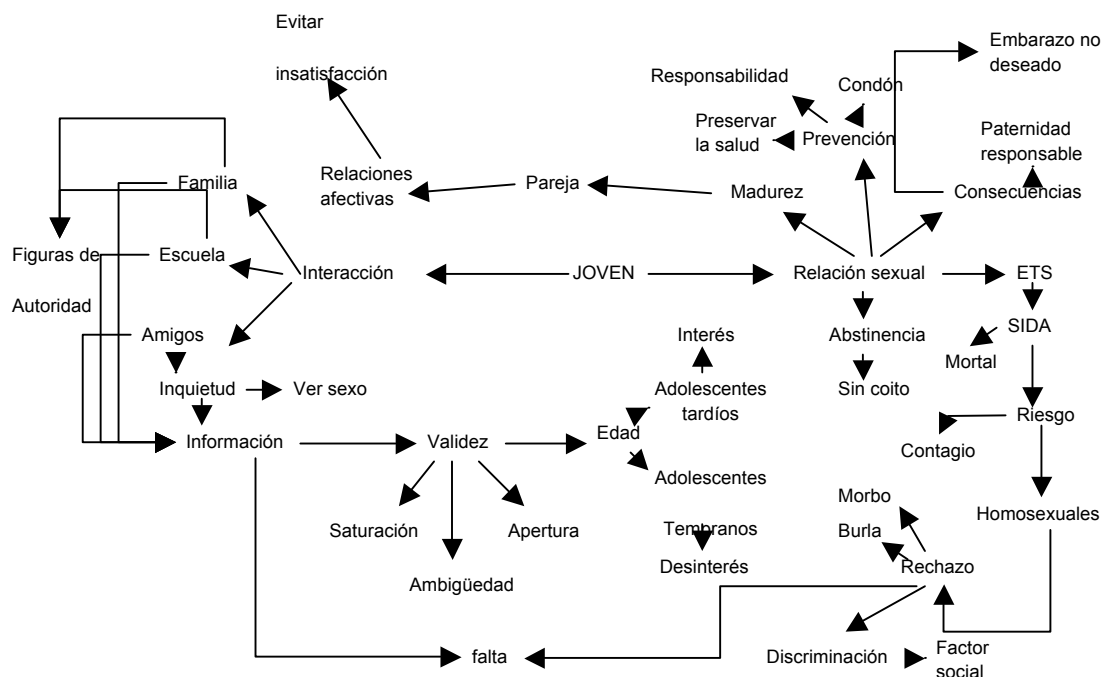 Evitar
insatisfacción
Embarazo no
deseado
Responsabilidad
Condón
Preservar
la salud
Prevención
Paternidad
responsable
Familia
Relaciones
afectivas
Pareja
Madurez
Consecuencias
Figuras de
Autoridad
Escuela
Interacción
JOVEN
Relación sexual
ETS
Amigos
Interés
Abstinencia
SIDA
Mortal
Inquietud
Ver sexo
Adolescentes
tardíos
Sin coito
Riesgo
Información
Validez
Edad
Contagio
Adolescentes
Tempranos
Saturación
Apertura
Morbo
Burla
Homosexuales
Desinterés
Rechazo
Ambigüedad
falta
Discriminación
Factor
social